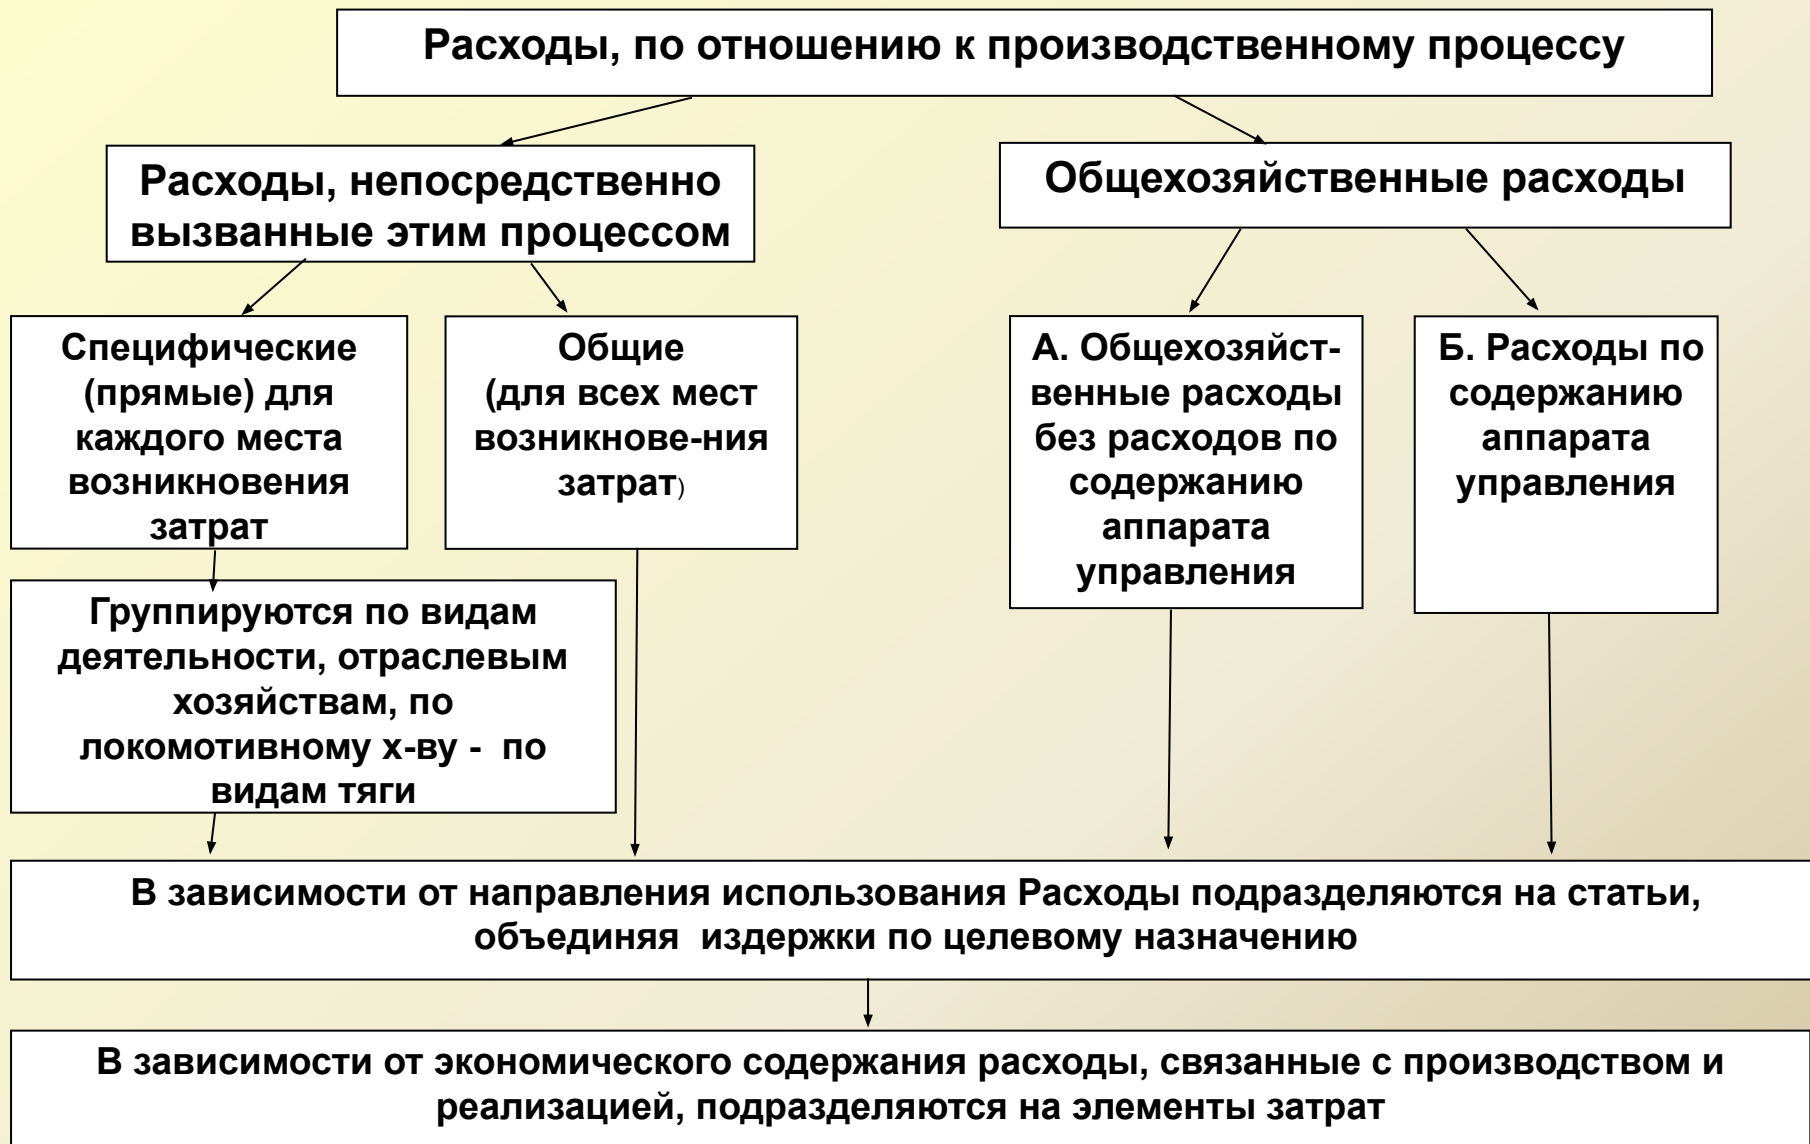 Расходы, по отношению к производственному процессу
Расходы, непосредственно
вызванные этим процессом
Общехозяйственные расходы
Специфические
(прямые) для
каждого места
возникновения
затрат
Общие
(для всех мест
возникнове-ния
затрат)
А. Общехозяйст-
венные расходы
без расходов по
содержанию
аппарата
управления
Б. Расходы по
содержанию
аппарата
управления
Группируются по видам
деятельности, отраслевым
хозяйствам, по
локомотивному х-ву - по
видам тяги
В зависимости от направления использования Расходы подразделяются на статьи,
объединяя издержки по целевому назначению
В зависимости от экономического содержания расходы, связанные с производством и
реализацией, подразделяются на элементы затрат